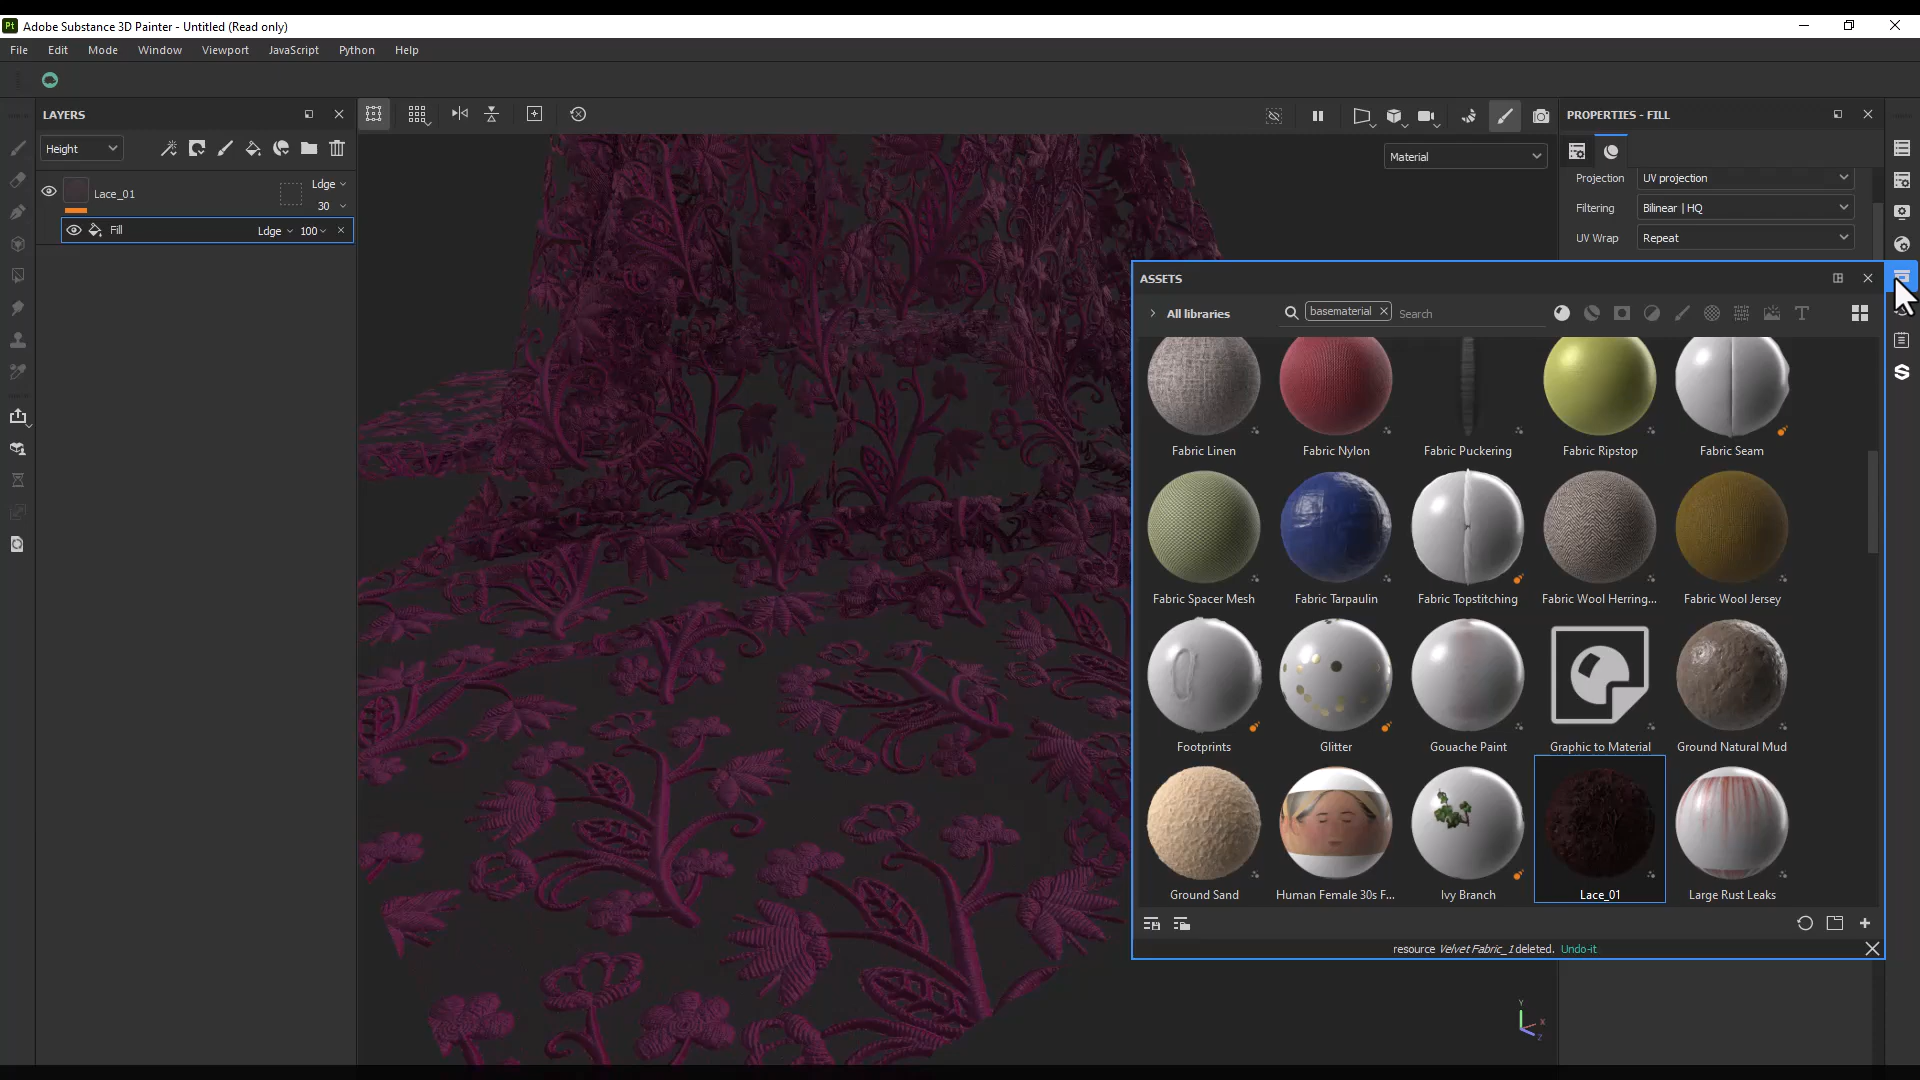 Pt Adobe Substance 3D Painter - Untitled (Read only)
File Edit Mode Window Viewport JavaScript Python Help
LAYERS
Height
Lace_01 Ldge
30
Fill Ldge 100
Material
PROPERTIES - FILL
Projection UV projection
Filtering Bilinear | HQ
UV Wrap Repeat
ASSETS
All libraries basematerial Search
Fabric Linen Fabric Nylon Fabric Puckering Fabric Ripstop Fabric Seam
Fabric Spacer Mesh Fabric Tarpaulin Fabric Topstitching Fabric Wool Herring... Fabric Wool Jersey
Footprints Glitter Gouache Paint Graphic to Material Ground Natural Mud
Ground Sand Human Female 30s F... Ivy Branch Lace_01 Large Rust Leaks
resource Velvet Fabric_1 deleted. Undo-it
Y
X
Z